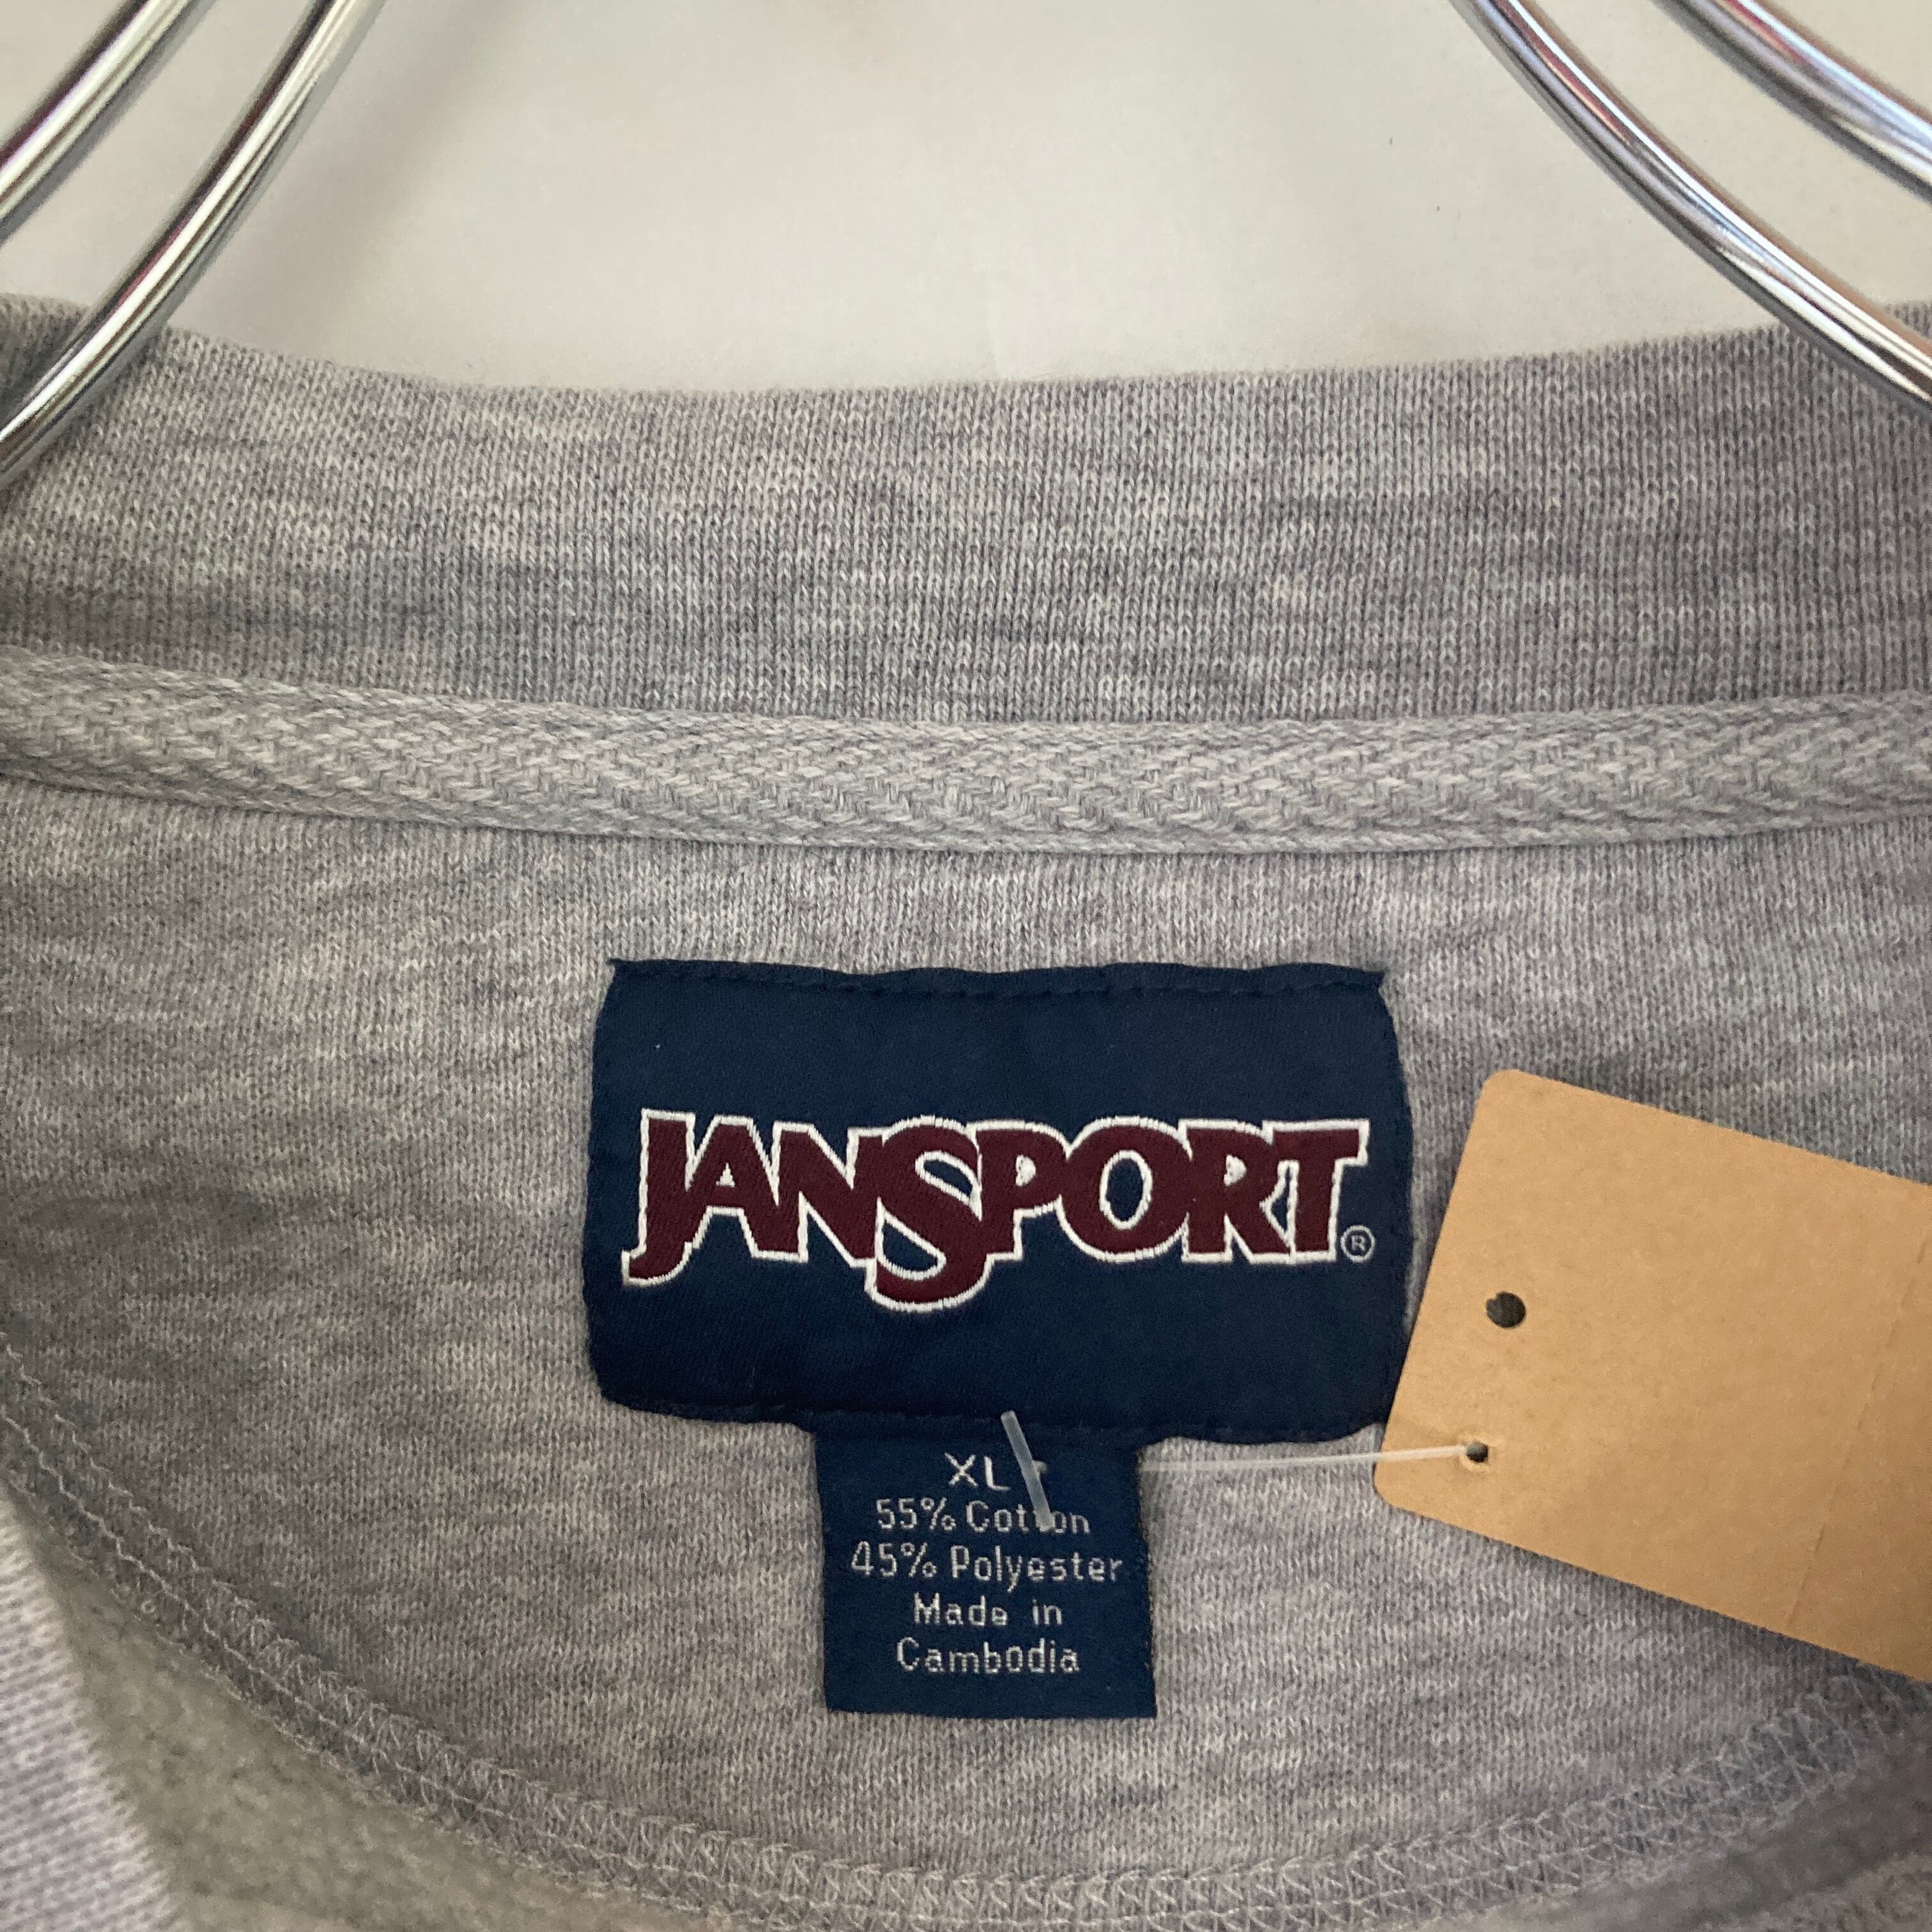 JANSPORT®
XL
55% Cotton
45% Polyester
Made in
Cambodia